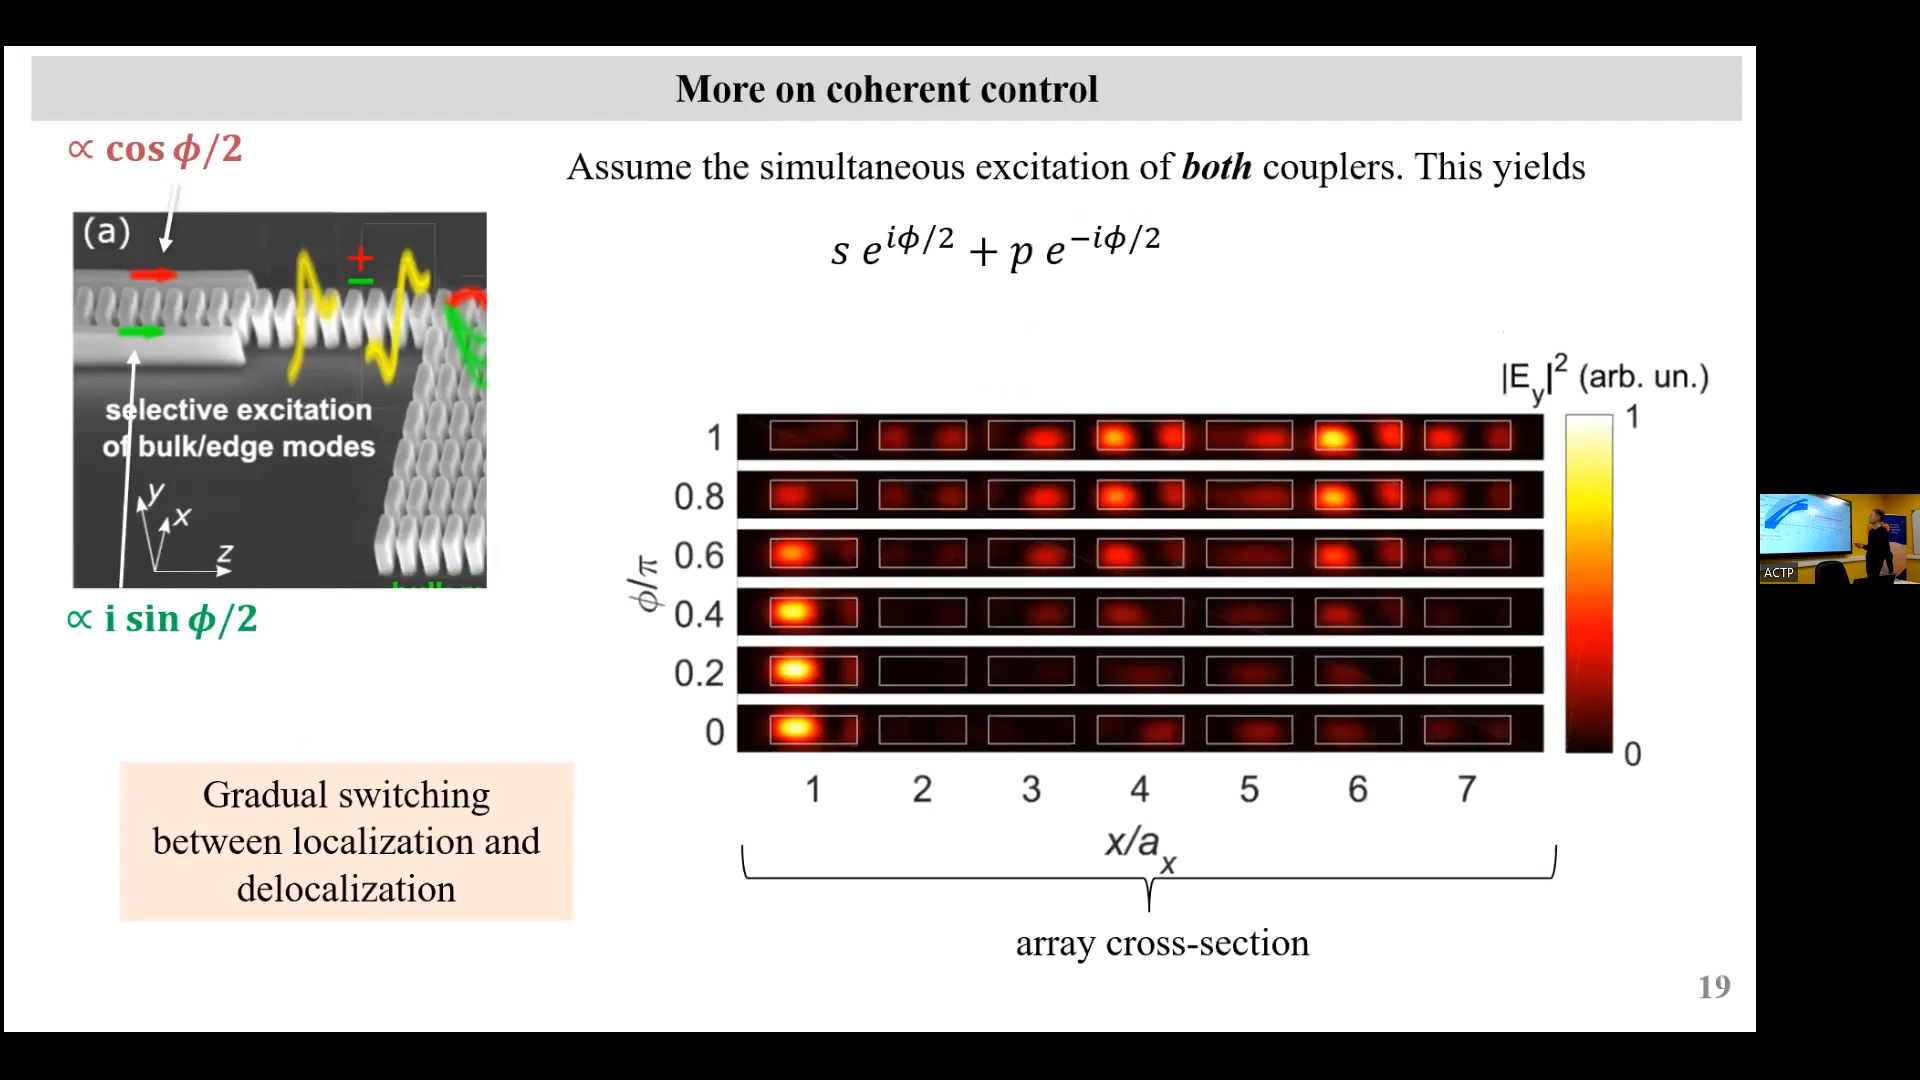 More on coherent control
∝ cos ϕ/2
Assume the simultaneous excitation of both couplers. This yields
s e^{iϕ/2} + p e^{−iϕ/2}
(a)
+
−
selective excitation
of bulk/edge modes
y
x
z
∝ i sin ϕ/2
Gradual switching
between localization and
delocalization
|E_y|^2 (arb. un.)
1
0
ϕ/π
1
0.8
0.6
0.4
0.2
0
1 2 3 4 5 6 7
x/a_x
array cross-section
19
ACTP